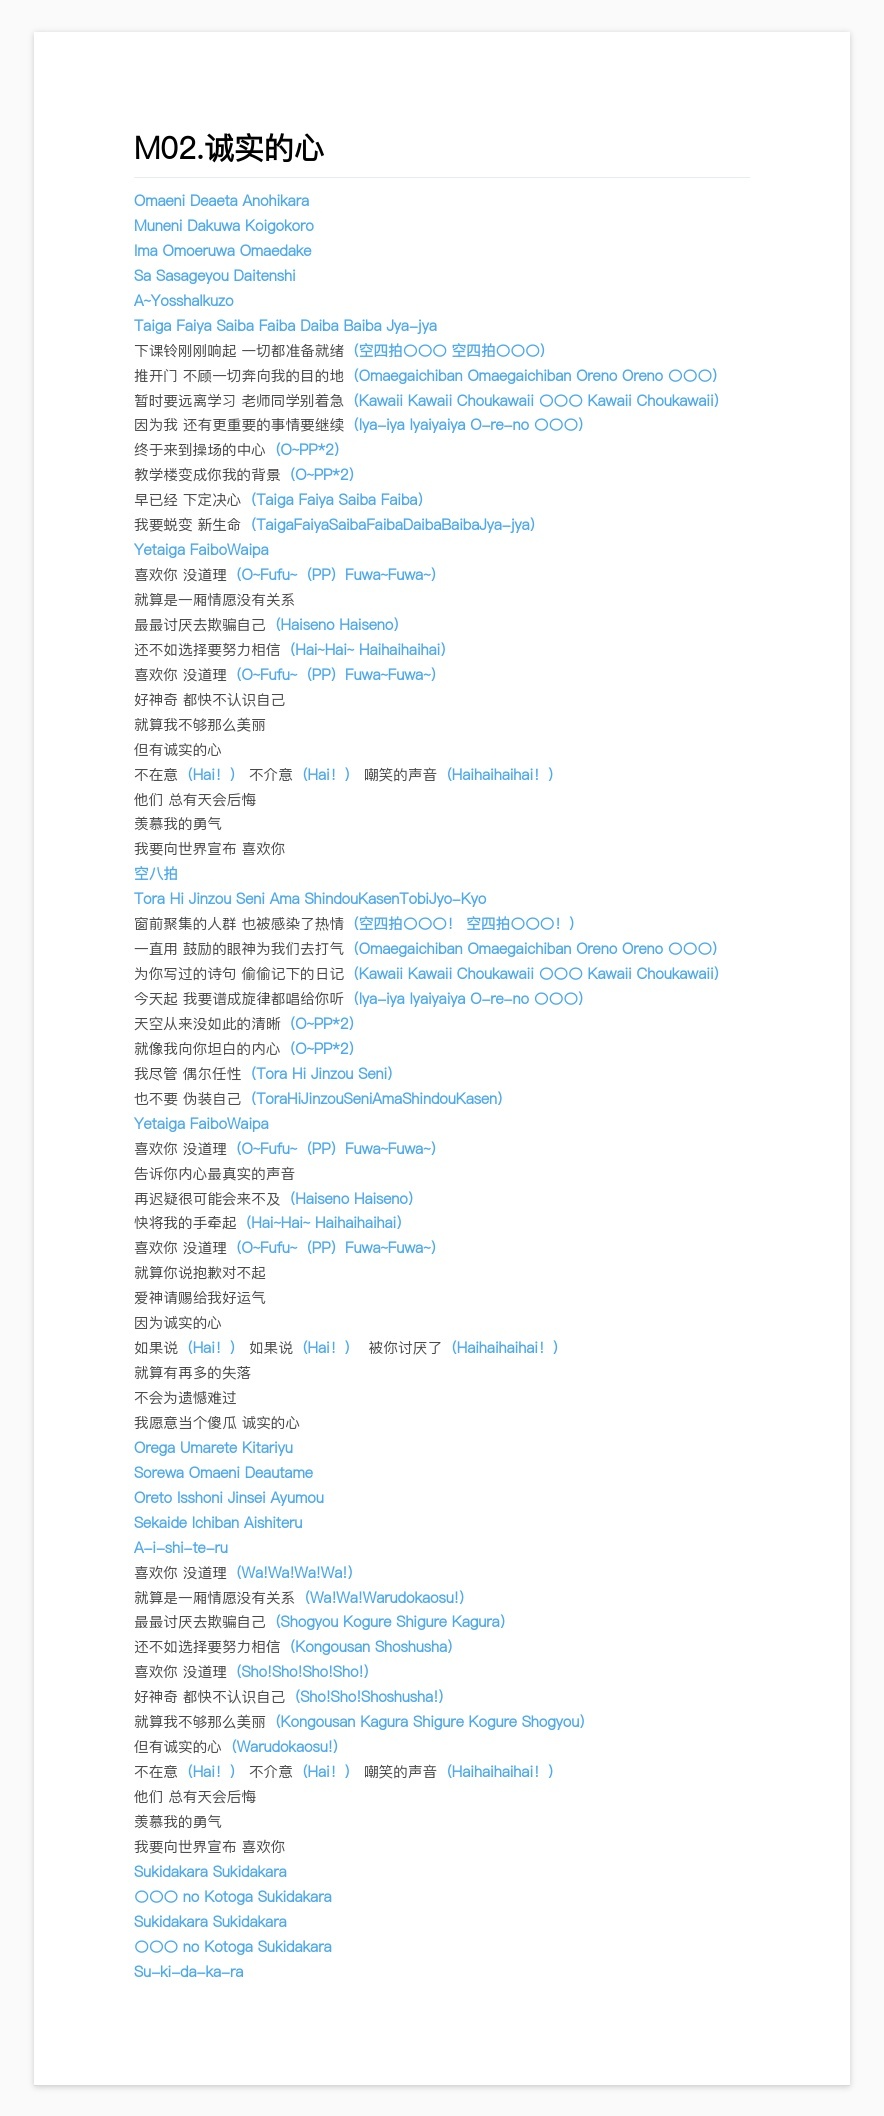 M02.诚实的心
Omaeni Deaeta Anohikara
Muneni Dakuwa Koigokoro
Ima Omoeruwa Omaedake
Sa Sasageyou Daitenshi
A~Yosshalkuzo
Taiga Faiya Saiba Faiba Daiba Baiba Jya-jya
下课铃刚刚响起 一切都准备就绪（空四拍〇〇〇 空四拍〇〇〇）
推开门 不顾一切奔向我的目的地（Omaegaichiban Omaegaichiban Oreno Oreno 〇〇〇）
暂时要远离学习 老师同学别着急（Kawaii Kawaii Choukawaii 〇〇〇 Kawaii Choukawaii）
因为我 还有更重要的事情要继续（Iya-iya Iyaiyaiya O-re-no 〇〇〇）
终于来到操场的中心（O~PP*2）
教学楼变成你我的背景（O~PP*2）
早已经 下定决心（Taiga Faiya Saiba Faiba）
我要蜕变 新生命（TaigaFaiyaSaibaFaibaDaibaBaibaJya-jya）
Yetaiga FaiboWaipa
喜欢你 没道理（O~Fufu~（PP）Fuwa~Fuwa~）
就算是一厢情愿没有关系
最最讨厌去欺骗自己（Haiseno Haiseno）
还不如选择要努力相信（Hai~Hai~ Haihaihaihai）
喜欢你 没道理（O~Fufu~（PP）Fuwa~Fuwa~）
好神奇 都快不认识自己
就算我不够那么美丽
但有诚实的心
不在意（Hai！） 不介意（Hai！） 嘲笑的声音（Haihaihaihai！）
他们 总有天会后悔
羡慕我的勇气
我要向世界宣布 喜欢你
空八拍
Tora Hi Jinzou Seni Ama ShindouKasenTobiJyo-Kyo
窗前聚集的人群 也被感染了热情（空四拍〇〇〇！ 空四拍〇〇〇！）
一直用 鼓励的眼神为我们去打气（Omaegaichiban Omaegaichiban Oreno Oreno 〇〇〇）
为你写过的诗句 偷偷记下的日记（Kawaii Kawaii Choukawaii 〇〇〇 Kawaii Choukawaii）
今天起 我要谱成旋律都唱给你听（Iya-iya Iyaiyaiya O-re-no 〇〇〇）
天空从来没如此的清晰（O~PP*2）
就像我向你坦白的内心（O~PP*2）
我尽管 偶尔任性（Tora Hi Jinzou Seni）
也不要 伪装自己（ToraHiJinzouSeniAmaShindouKasen）
Yetaiga FaiboWaipa
喜欢你 没道理（O~Fufu~（PP）Fuwa~Fuwa~）
告诉你内心最真实的声音
再迟疑很可能会来不及（Haiseno Haiseno）
快将我的手牵起（Hai~Hai~ Haihaihaihai）
喜欢你 没道理（O~Fufu~（PP）Fuwa~Fuwa~）
就算你说抱歉对不起
爱神请赐给我好运气
因为诚实的心
如果说（Hai！） 如果说（Hai！） 被你讨厌了（Haihaihaihai！）
就算有再多的失落
不会为遗憾难过
我愿意当个傻瓜 诚实的心
Orega Umarete Kitariyu
Sorewa Omaeni Deautame
Oreto Isshoni Jinsei Ayumou
Sekaide Ichiban Aishiteru
A-i-shi-te-ru
喜欢你 没道理（Wa!Wa!Wa!Wa!）
就算是一厢情愿没有关系（Wa!Wa!Warudokaosu!）
最最讨厌去欺骗自己（Shogyou Kogure Shigure Kagura）
还不如选择要努力相信（Kongousan Shoshusha）
喜欢你 没道理（Sho!Sho!Sho!Sho!）
好神奇 都快不认识自己（Sho!Sho!Shoshusha!）
就算我不够那么美丽（Kongousan Kagura Shigure Kogure Shogyou）
但有诚实的心（Warudokaosu!）
不在意（Hai！） 不介意（Hai！） 嘲笑的声音（Haihaihaihai！）
他们 总有天会后悔
羡慕我的勇气
我要向世界宣布 喜欢你
Sukidakara Sukidakara
〇〇〇 no Kotoga Sukidakara
Sukidakara Sukidakara
〇〇〇 no Kotoga Sukidakara
Su-ki-da-ka-ra